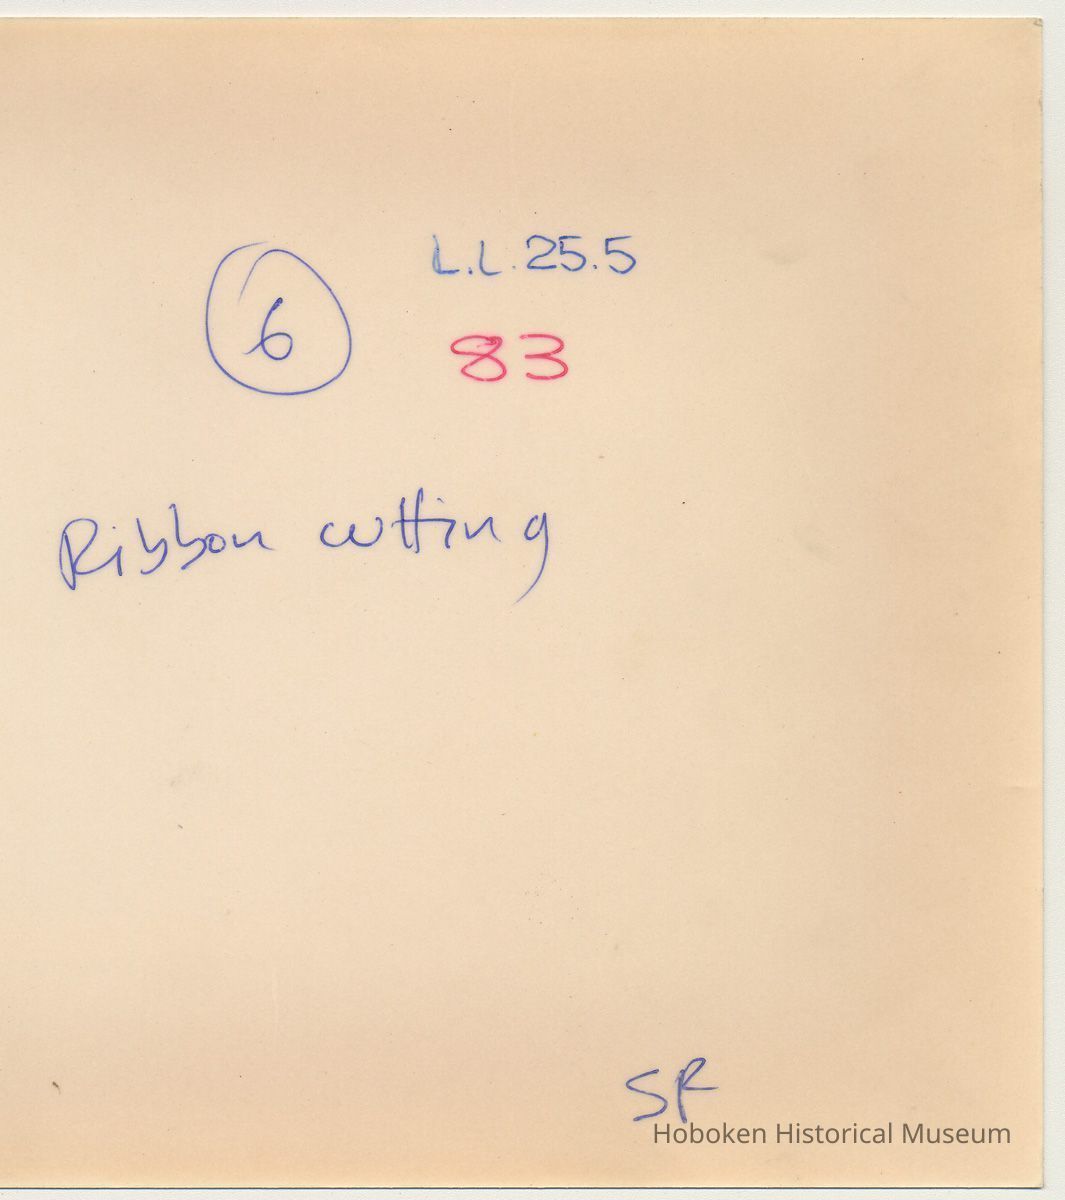 L.L.25.5
6
83
Ribbon cutting
SR
Hoboken Historical Museum